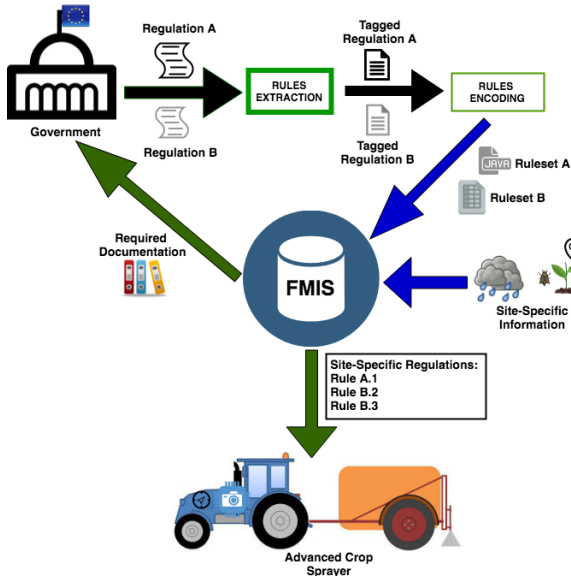 Regulation A
Regulation B
Government
RULES
EXTRACTION
Tagged
Regulation A
Tagged
Regulation B
RULES
ENCODING
JAVA
Ruleset A
Ruleset B
Required
Documentation
FMIS
Site-Specific
Information
Site-Specific Regulations:
Rule A.1
Rule B.2
Rule B.3
Advanced Crop
Sprayer